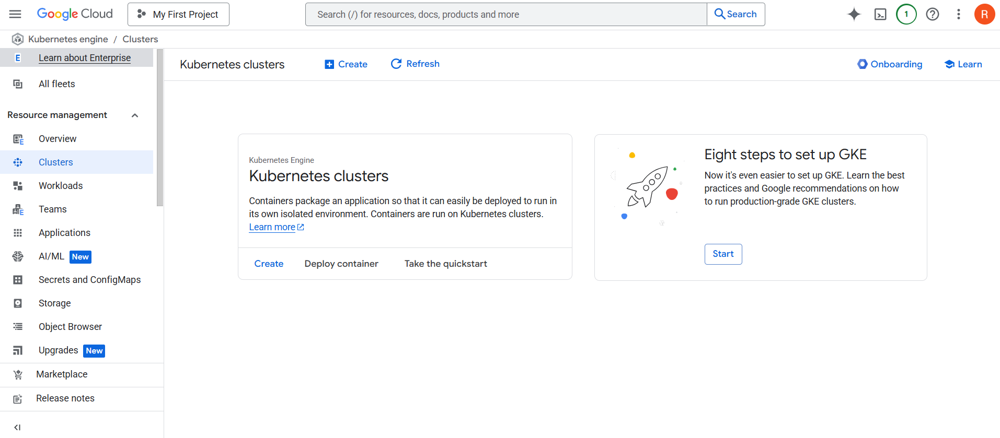 Google Cloud
My First Project
Search (/) for resources, docs, products and more
Search
1
R
Kubernetes engine / Clusters
E Learn about Enterprise
All fleets
Resource management
E Overview
Clusters
Workloads
E Teams
Applications
AI/ML New
Secrets and ConfigMaps
Storage
Object Browser
Upgrades New
Marketplace
Release notes
Kubernetes clusters
Create
Refresh
Onboarding
Learn
Kubernetes Engine
Kubernetes clusters
Containers package an application so that it can easily be deployed to run in
its own isolated environment. Containers are run on Kubernetes clusters.
Learn more
Create
Deploy container
Take the quickstart
Eight steps to set up GKE
Now it's even easier to set up GKE. Learn the best
practices and Google recommendations on how
to run production-grade GKE clusters.
Start